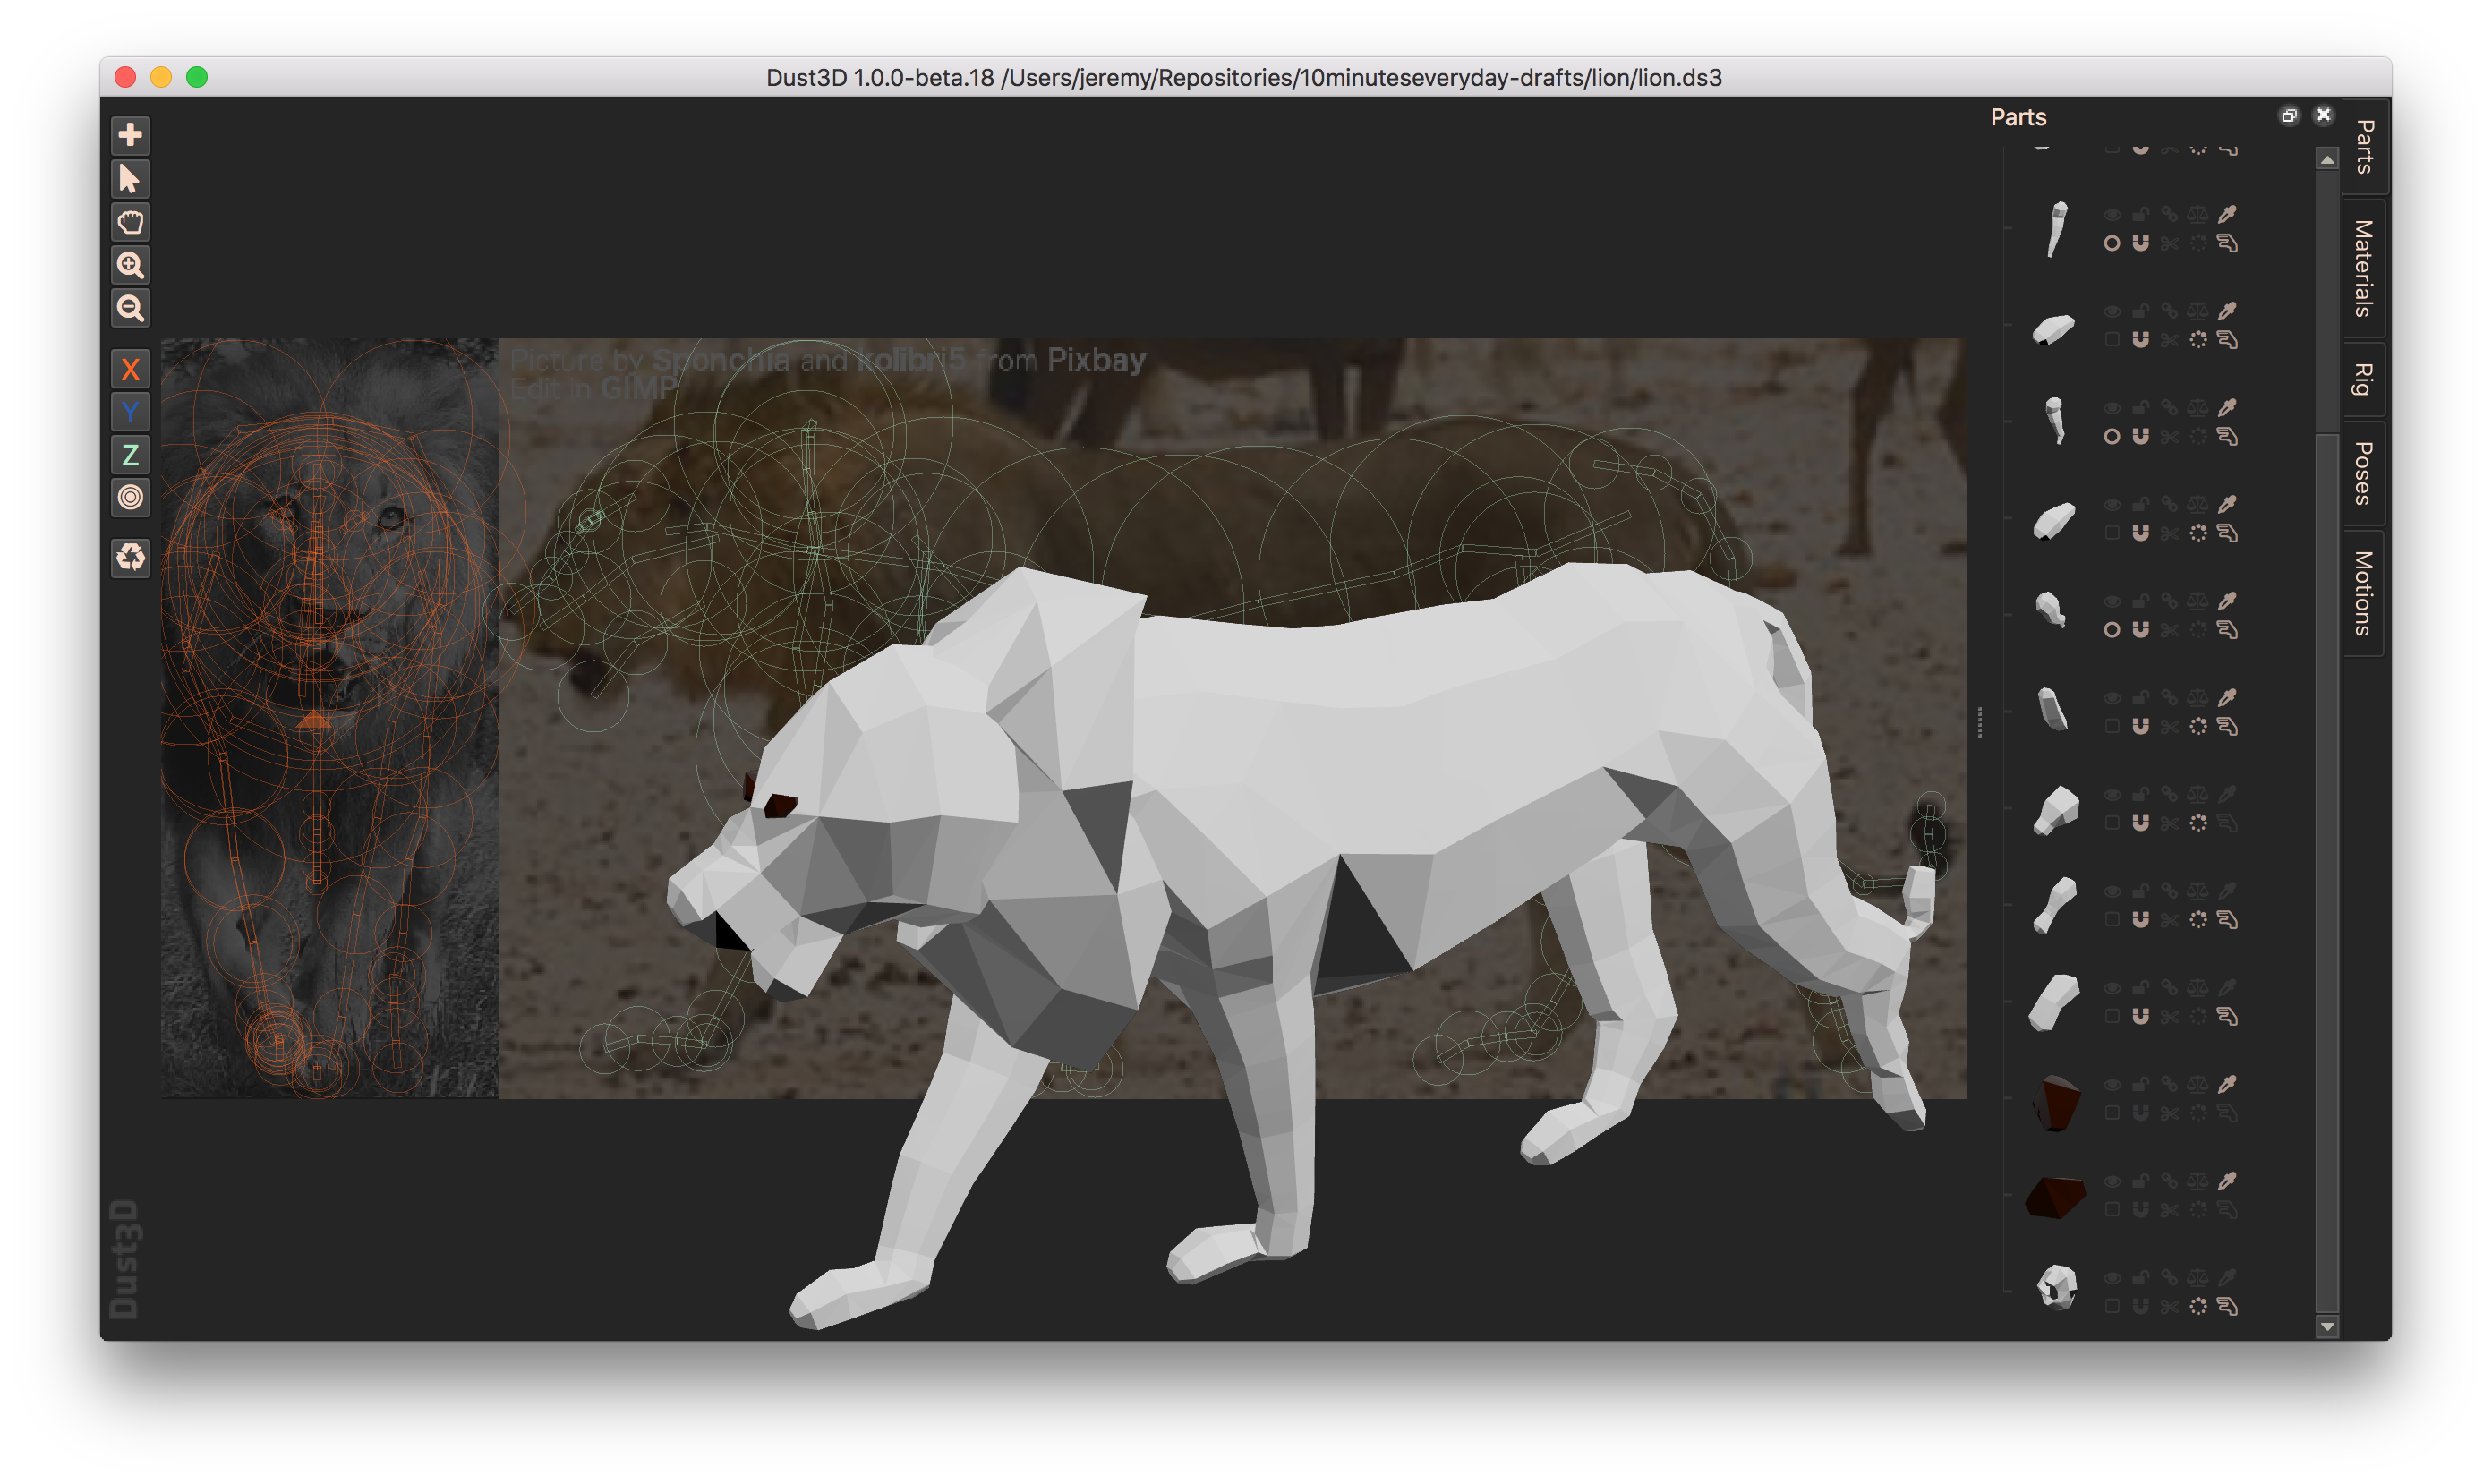 Dust3D 1.0.0-beta.18 /Users/jeremy/Repositories/10minuteseveryday-drafts/lion/lion.ds3
Parts
Parts
Materials
Rig
Poses
Motions
X
Y
Z
Picture by Sponchia and kolibri5 from Pixbay
Edit in GIMP
Dust3D